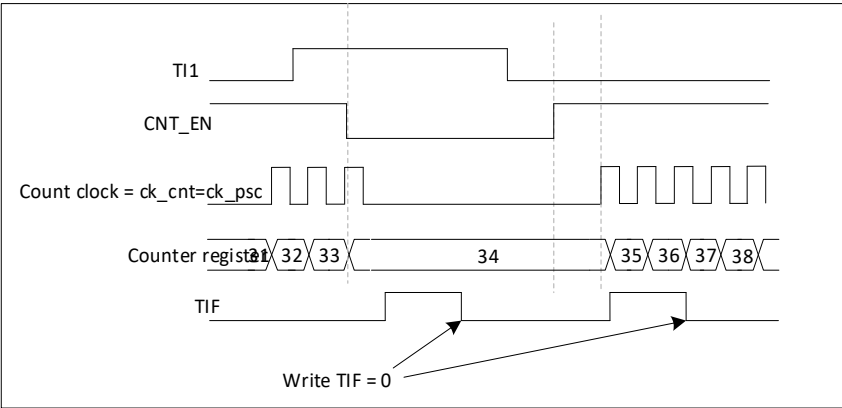 TI1
CNT_EN
Count clock = ck_cnt=ck_psc
Counter register 31 32 33 34 35 36 37 38
TIF
Write TIF = 0